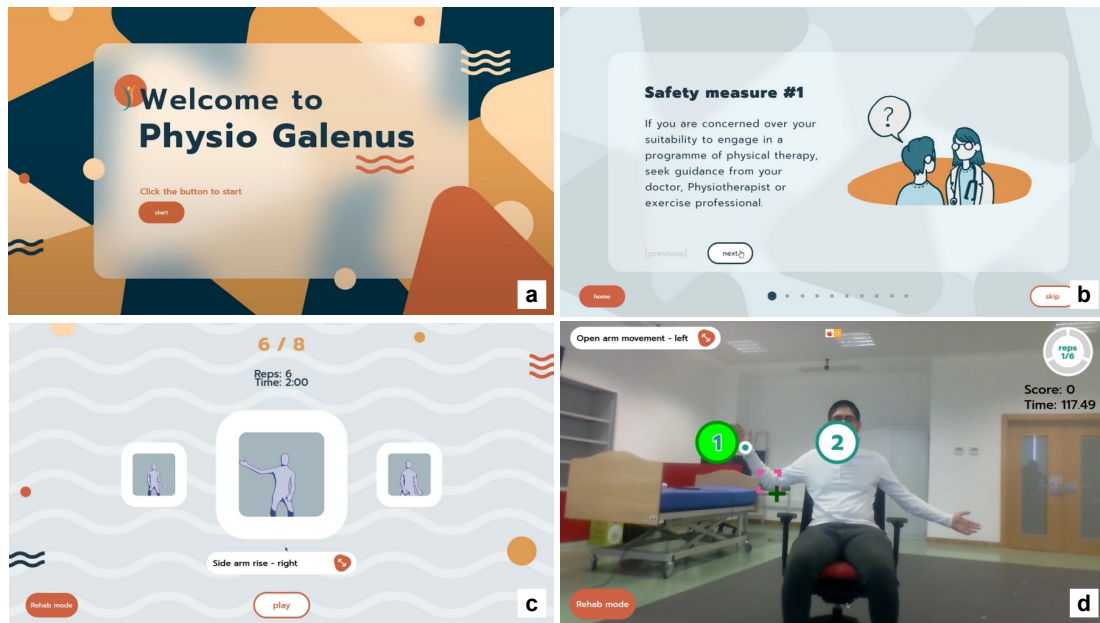 Welcome to
Physio Galenus
Click the button to start
start
a
Safety measure #1
If you are concerned over your
suitability to engage in a
programme of physical therapy,
seek guidance from your
doctor, Physiotherapist or
exercise professional.
?
[previous]
next
home
skip
b
6 / 8
Reps: 6
Time: 2:00
Side arm rise - right
Rehab mode
play
c
Open arm movement - left
reps
1/6
Score: 0
Time: 117.49
1
2
Rehab mode
d